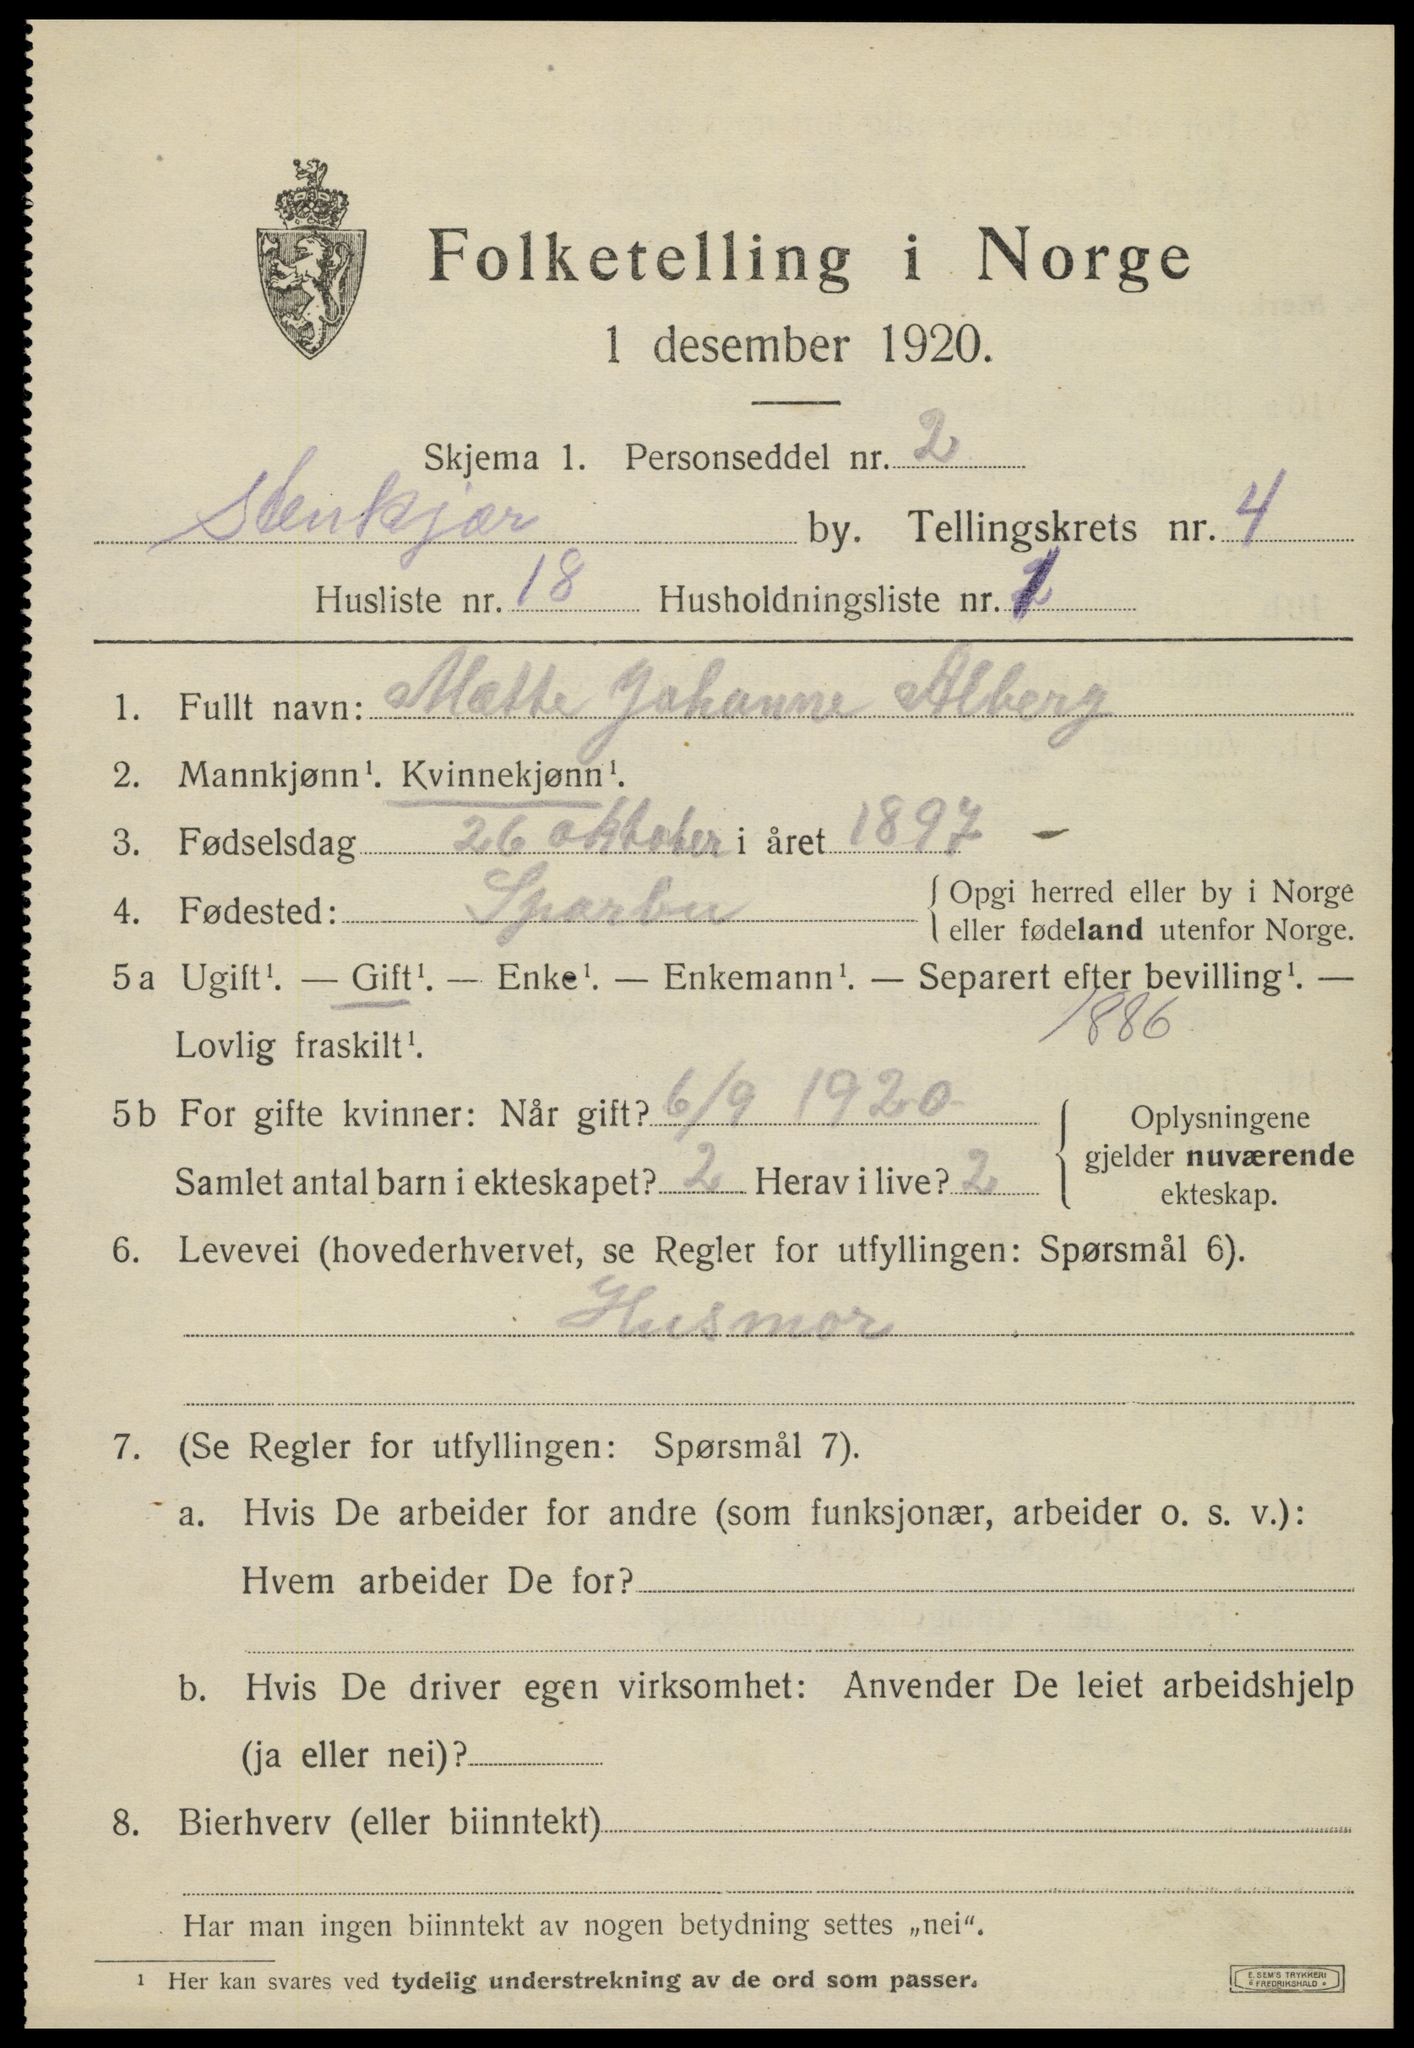 Folketelling i Norge
1 desember 1920.
Skjema 1. Personseddel nr. 2
Stenkjær by. Tellingskrets nr. 4
Husliste nr. 18 Husholdningsliste nr. 1
1. Fullt navn: Mætte Johanne Alberg
2. Mannkjønn¹. Kvinnekjønn¹.
3. Fødselsdag 26 oktober i året 1897 –
4. Fødested: Sparbu { Opgi herred eller by i Norge
eller fødeland utenfor Norge.
5 a Ugift¹. — Gift¹. — Enke¹. — Enkemann¹. — Separert efter bevilling¹. —
Lovlig fraskilt¹. 1886
5 b For gifte kvinner: Når gift? 6/9 1920 { Oplysningene
Samlet antal barn i ekteskapet? 2 Herav i live? 2 gjelder nuværende
ekteskap.
6. Levevei (hovederhvervet, se Regler for utfyllingen: Spørsmål 6).
Husmor
7. (Se Regler for utfyllingen: Spørsmål 7).
a. Hvis De arbeider for andre (som funksjonær, arbeider o. s. v.):
Hvem arbeider De for?
b. Hvis De driver egen virksomhet: Anvender De leiet arbeidshjelp
(ja eller nei)?
8. Bierhverv (eller biinntekt)
Har man ingen biinntekt av nogen betydning settes „nei“.
¹ Her kan svares ved tydelig understrekning av de ord som passer.
E. SEM'S TRYKKERI
FREDRIKSHALD